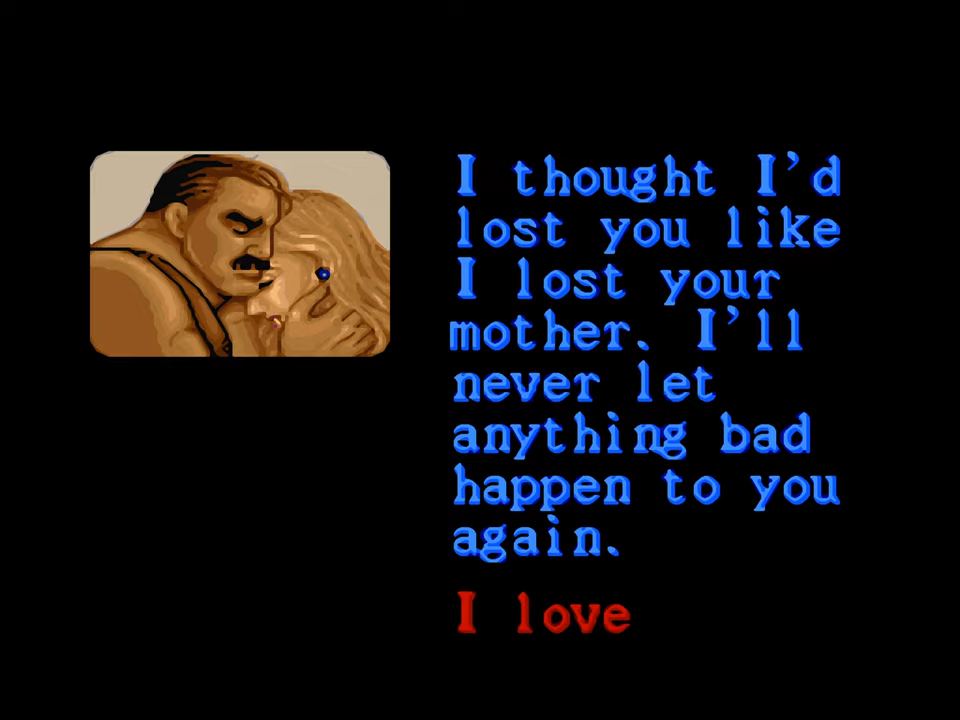 I thought I'd
lost you like
I lost your
mother. I'll
never let
anything bad
happen to you
again.
I love